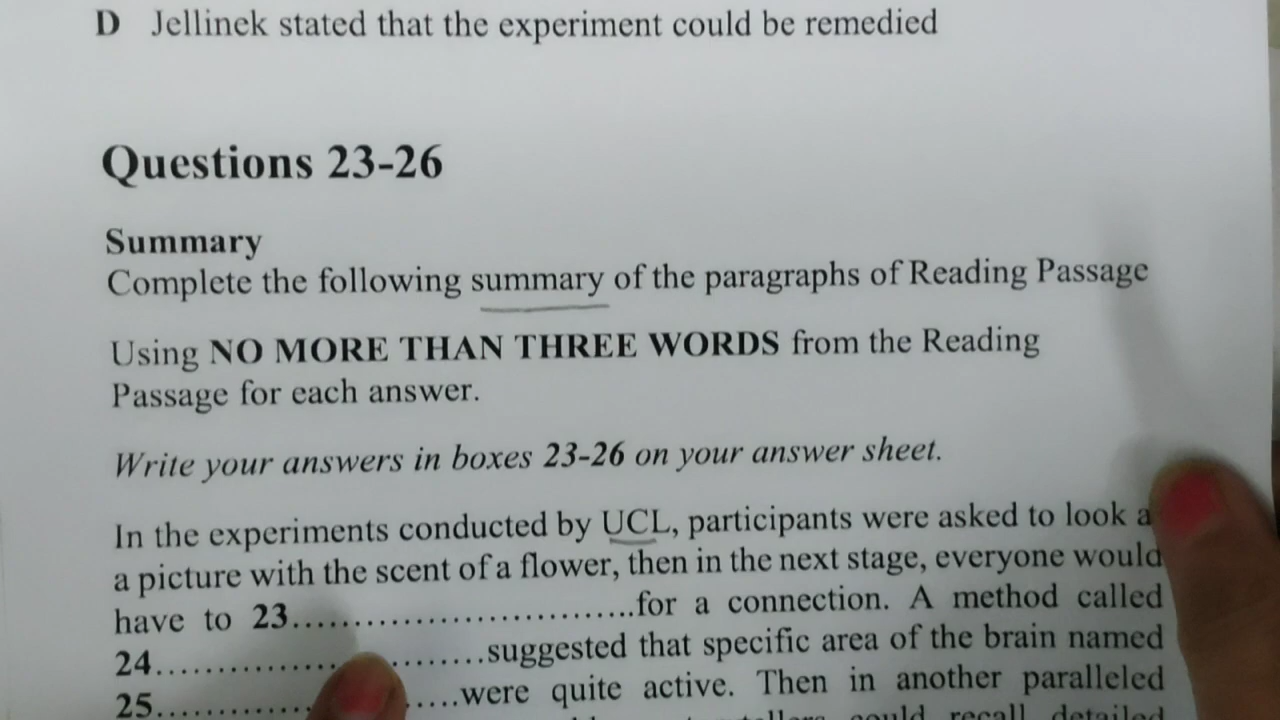 D Jellinek stated that the experiment could be remedied
Questions 23-26
Summary
Complete the following summary of the paragraphs of Reading Passage
Using NO MORE THAN THREE WORDS from the Reading
Passage for each answer.
Write your answers in boxes 23-26 on your answer sheet.
In the experiments conducted by UCL, participants were asked to look
a picture with the scent of a flower, then in the next stage, everyone would
have to 23.................................for a connection. A method called
24.................................suggested that specific area of the brain named
25.................................were quite active. Then in another paralleled
could recall detailed